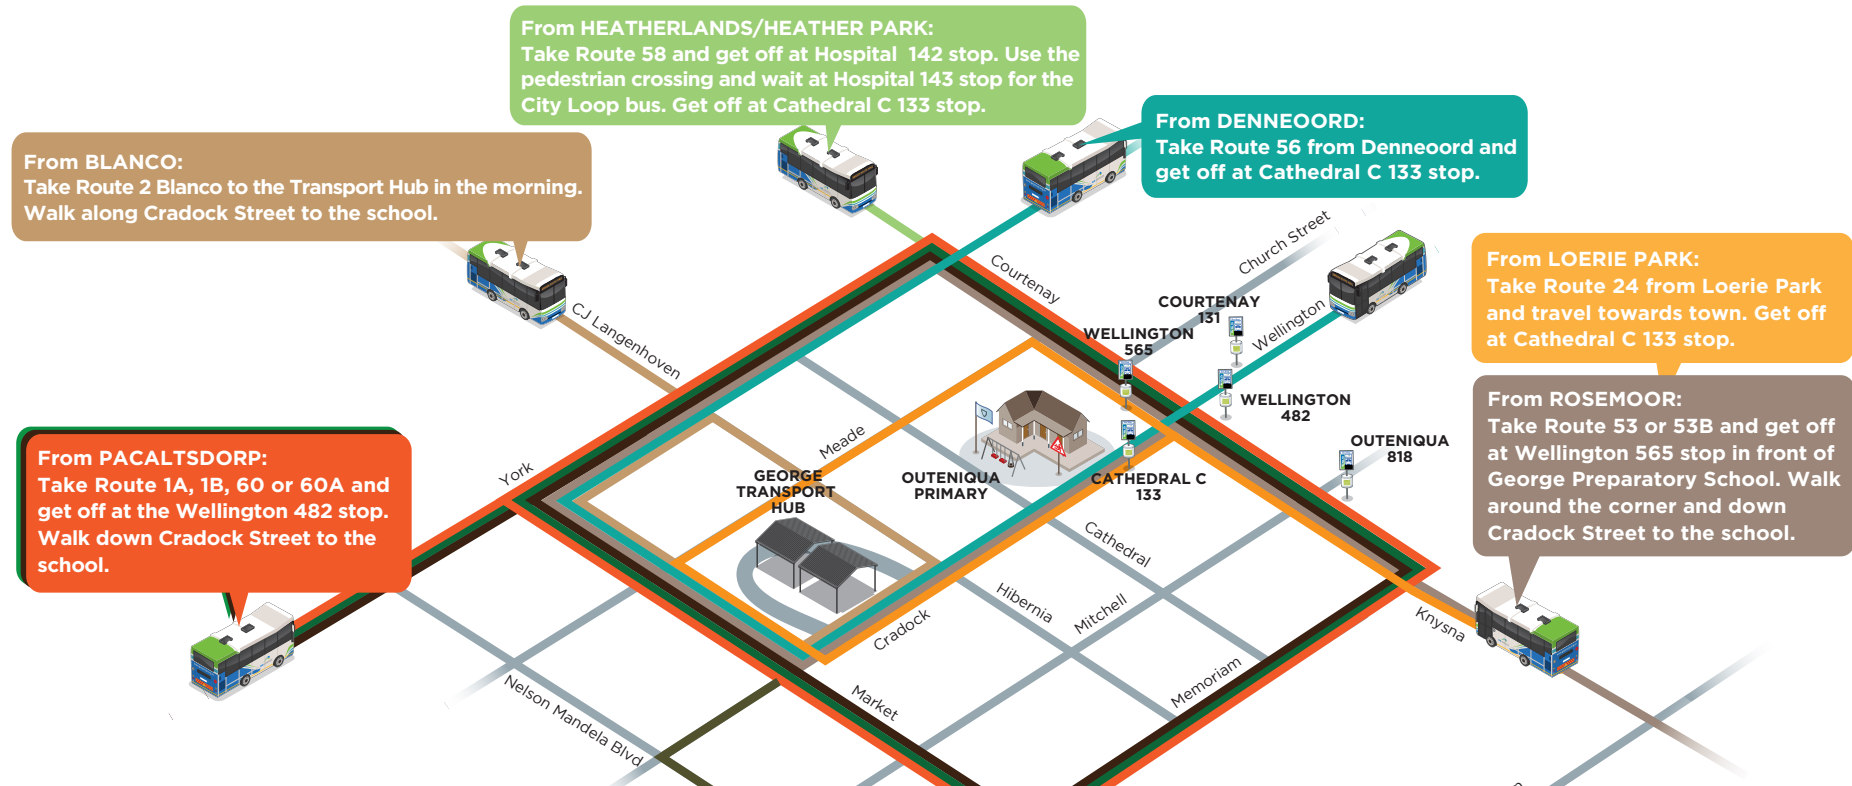 From HEATHERLANDS/HEATHER PARK:
Take Route 58 and get off at Hospital 142 stop. Use the
pedestrian crossing and wait at Hospital 143 stop for the
City Loop bus. Get off at Cathedral C 133 stop.
From DENNEOORD:
Take Route 56 from Denneoord and
get off at Cathedral C 133 stop.
From BLANCO:
Take Route 2 Blanco to the Transport Hub in the morning.
Walk along Cradock Street to the school.
From LOERIE PARK:
Take Route 24 from Loerie Park
and travel towards town. Get off
at Cathedral C 133 stop.
From ROSEMOOR:
Take Route 53 or 53B and get off
at Wellington 565 stop in front of
George Preparatory School. Walk
around the corner and down
Cradock Street to the school.
From PACALTSDORP:
Take Route 1A, 1B, 60 or 60A and
get off at the Wellington 482 stop.
Walk down Cradock Street to the
school.
Courtenay
Church Street
COURTENAY
131
Wellington
WELLINGTON
565
CJ Langenhoven
WELLINGTON
482
OUTENIQUA
818
Meade
York
GEORGE
TRANSPORT
HUB
OUTENIQUA
PRIMARY
CATHEDRAL C
133
Cathedral
Hibernia
Mitchell
Cradock
Knysna
Memoriam
Market
Nelson Mandela Blvd